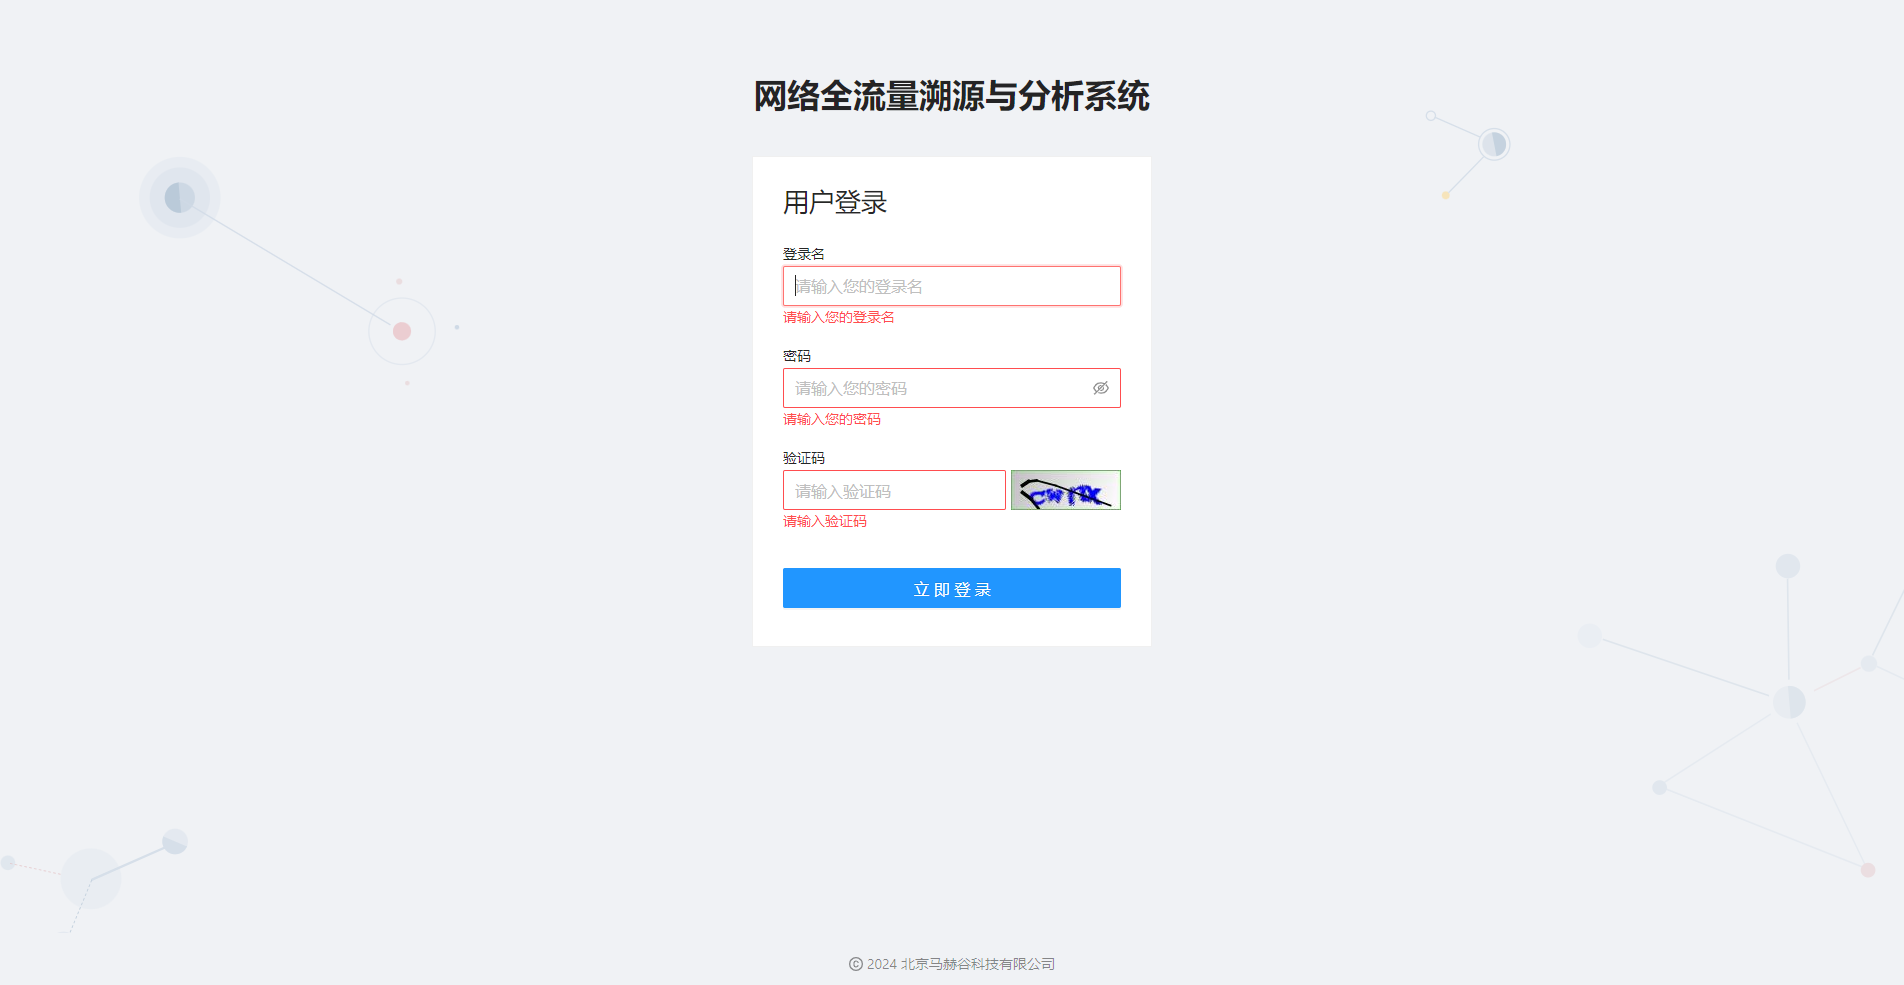 网络全流量溯源与分析系统
用户登录
登录名
请输入您的登录名
请输入您的登录名
密码
请输入您的密码
请输入您的密码
验证码
请输入验证码
请输入验证码
立即登录
© 2024 北京马赫谷科技有限公司